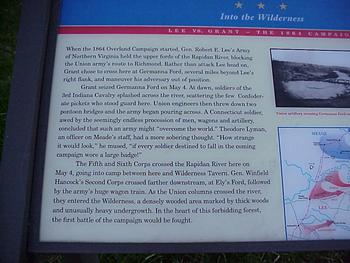 Into the Wilderness
LEE VS. GRANT — THE 1864 CAMPAIG
When the 1864 Overland Campaign started, Gen. Robert E. Lee's Army
of Northern Virginia held the upper fords of the Rapidan River, blocking
the Union army's route to Richmond. Rather than attack Lee head on,
Grant chose to cross here at Germanna Ford, several miles beyond Lee's
right flank, and maneuver his adversary out of position.
Grant seized Germanna Ford on May 4. At dawn, soldiers of the
3rd Indiana Cavalry splashed across the river, scattering the few Confed-
erate pickets who stood guard here. Union engineers then threw down two
pontoon bridges and the army began pouring across. A Connecticut soldier,
awed by the seemingly endless procession of men, wagons and artillery,
concluded that such an army might "overcome the world." Theodore Lyman,
an officer on Meade's staff, had a more sobering thought. "How strange
it would look," he mused, "if every soldier destined to fall in the coming
campaign wore a large badge!"
The Fifth and Sixth Corps crossed the Rapidan River here on
May 4, going into camp between here and Wilderness Tavern. Gen. Winfield
Hancock's Second Corps crossed farther downstream, at Ely's Ford, followed
by the army's huge wagon train. As the Union columns crossed the river,
they entered the Wilderness, a densely wooded area marked by thick woods
and unusually heavy undergrowth. In the heart of this forbidding forest,
the first battle of the campaign would be fought.
Union artillery crossing Germanna Ford
MEADE
LEE